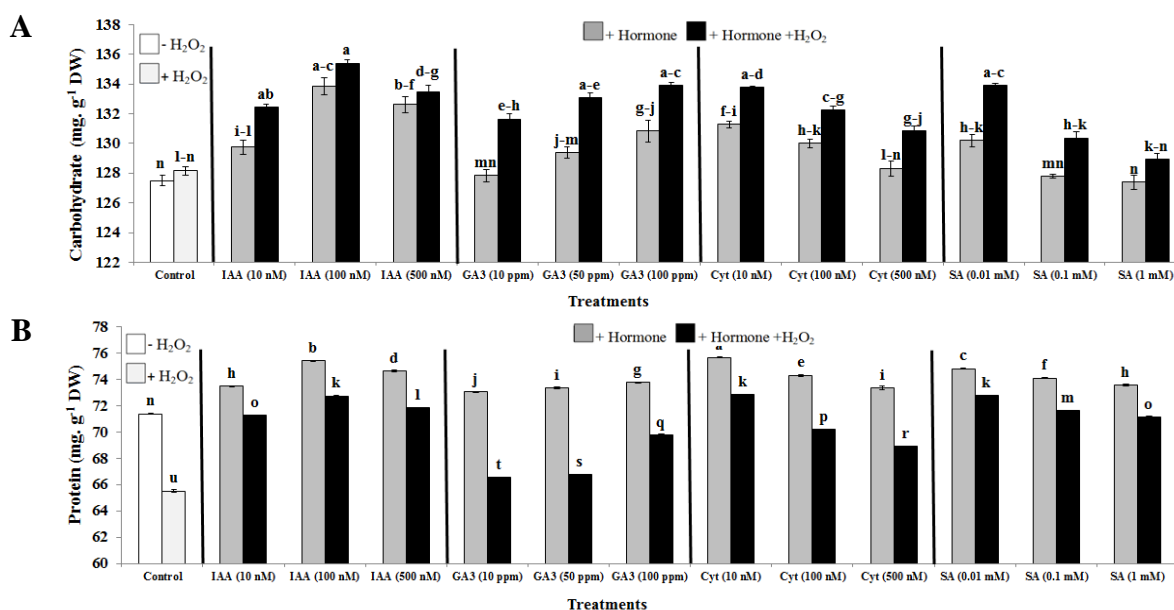 A
Carbohydrate (mg. g⁻¹ DW)
138
136
134
132
130
128
126
124
122
- H₂O₂
+ H₂O₂
+ Hormone + Hormone +H₂O₂
n l-n i-l ab a-c a b-f d-g mn e-h j-m a-e g-j a-c f-i a-d h-k c-g l-n g-j h-k a-c mn h-k n k-n
Control IAA (10 nM) IAA (100 nM) IAA (500 nM) GA3 (10 ppm) GA3 (50 ppm) GA3 (100 ppm) Cyt (10 nM) Cyt (100 nM) Cyt (500 nM) SA (0.01 mM) SA (0.1 mM) SA (1 mM)
Treatments
B
Protein (mg. g⁻¹ DW)
78
76
74
72
70
68
66
64
62
60
- H₂O₂
+ H₂O₂
+ Hormone + Hormone +H₂O₂
n u h o b k d l j t i s g q k e p i r c k f m h o
Control IAA (10 nM) IAA (100 nM) IAA (500 nM) GA3 (10 ppm) GA3 (50 ppm) GA3 (100 ppm) Cyt (10 nM) Cyt (100 nM) Cyt (500 nM) SA (0.01 mM) SA (0.1 mM) SA (1 mM)
Treatments